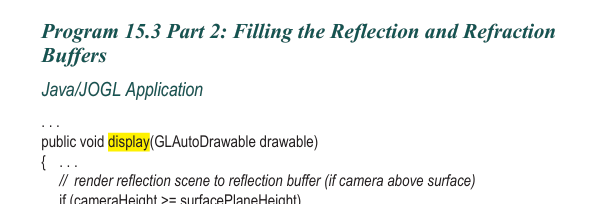 Program 15.3 Part 2: Filling the Reflection and Refraction
Buffers
Java/JOGL Application
. . .
public void display(GLAutoDrawable drawable)
{ . . .
// render reflection scene to reflection buffer (if camera above surface)
if (cameraHeight >= surfacePlaneHeight)